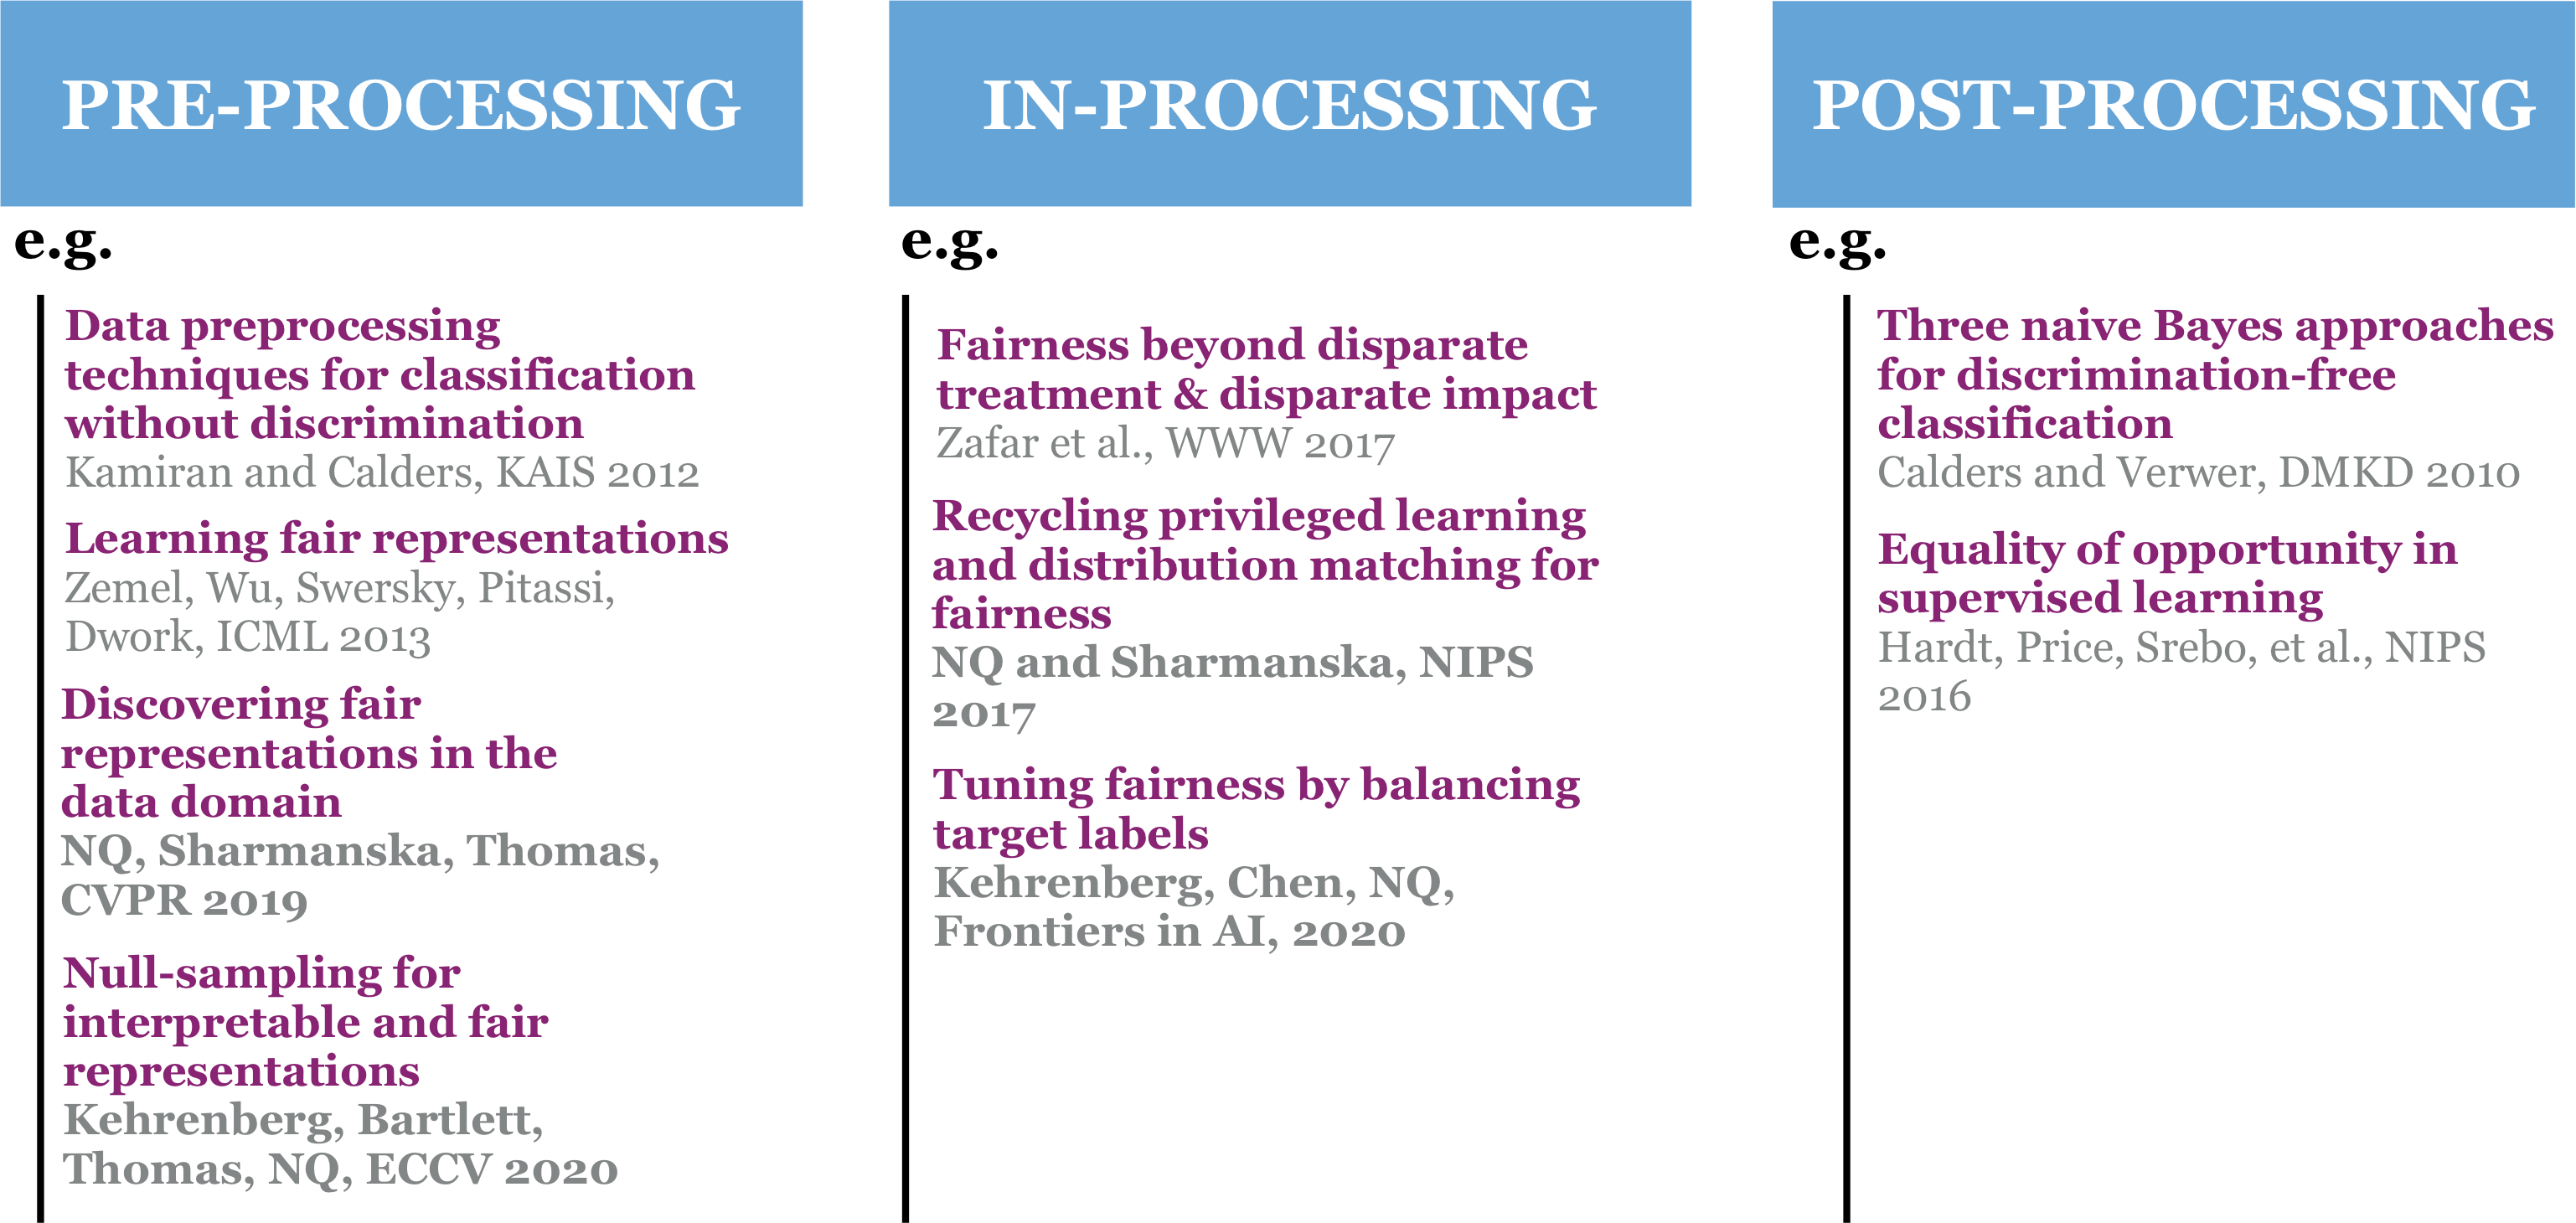 PRE-PROCESSING
e.g.
Data preprocessing
techniques for classification
without discrimination
Kamiran and Calders, KAIS 2012
Learning fair representations
Zemel, Wu, Swersky, Pitassi,
Dwork, ICML 2013
Discovering fair
representations in the
data domain
NQ, Sharmanska, Thomas,
CVPR 2019
Null-sampling for
interpretable and fair
representations
Kehrenberg, Bartlett,
Thomas, NQ, ECCV 2020
IN-PROCESSING
e.g.
Fairness beyond disparate
treatment & disparate impact
Zafar et al., WWW 2017
Recycling privileged learning
and distribution matching for
fairness
NQ and Sharmanska, NIPS
2017
Tuning fairness by balancing
target labels
Kehrenberg, Chen, NQ,
Frontiers in AI, 2020
POST-PROCESSING
e.g.
Three naive Bayes approaches
for discrimination-free
classification
Calders and Verwer, DMKD 2010
Equality of opportunity in
supervised learning
Hardt, Price, Srebo, et al., NIPS
2016